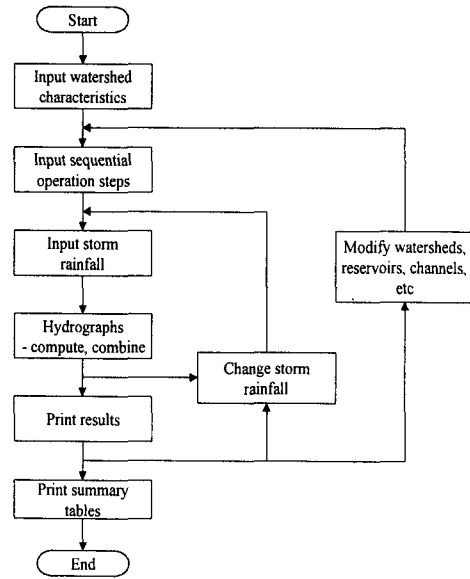 Start
Input watershed
characteristics
Input sequential
operation steps
Input storm
rainfall
Modify watersheds,
reservoirs, channels,
etc
Hydrographs
- compute, combine
Change storm
rainfall
Print results
Print summary
tables
End